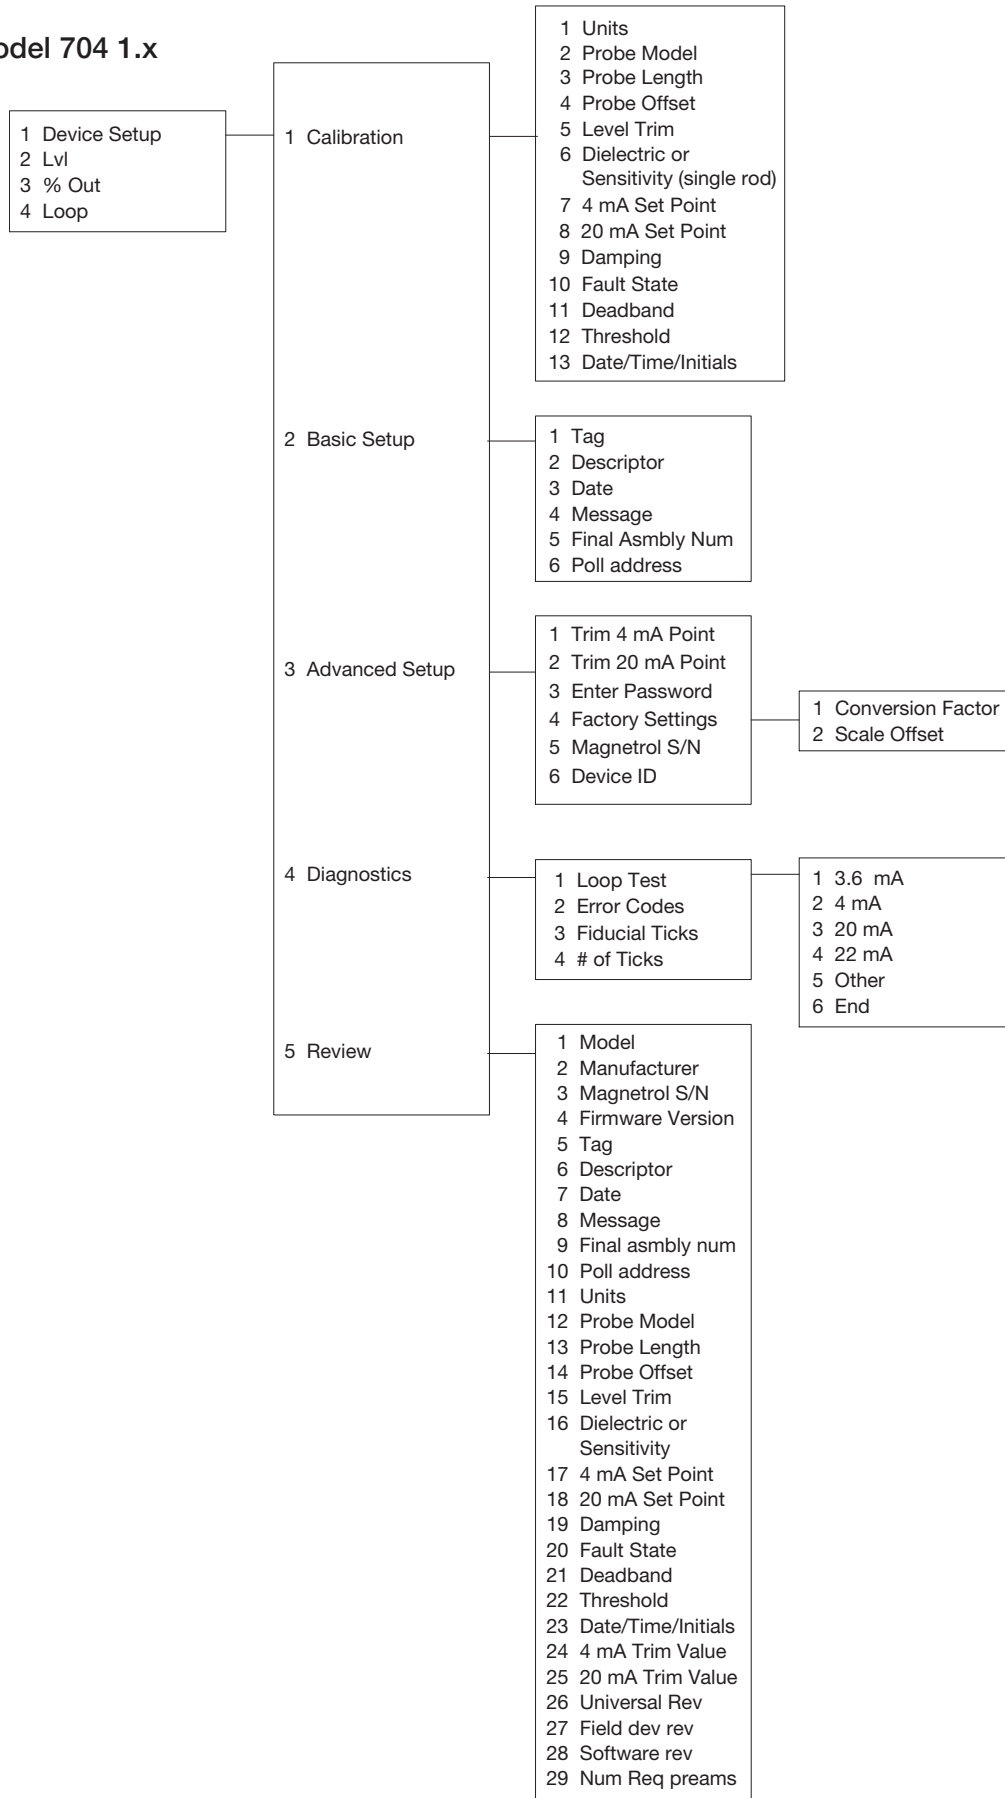 odel 704 1.x
1 Device Setup
2 Lvl
3 % Out
4 Loop
1 Calibration
2 Basic Setup
3 Advanced Setup
4 Diagnostics
5 Review
1 Units
2 Probe Model
3 Probe Length
4 Probe Offset
5 Level Trim
6 Dielectric or
Sensitivity (single rod)
7 4 mA Set Point
8 20 mA Set Point
9 Damping
10 Fault State
11 Deadband
12 Threshold
13 Date/Time/Initials
1 Tag
2 Descriptor
3 Date
4 Message
5 Final Asmbly Num
6 Poll address
1 Trim 4 mA Point
2 Trim 20 mA Point
3 Enter Password
4 Factory Settings
5 Magnetrol S/N
6 Device ID
1 Conversion Factor
2 Scale Offset
1 Loop Test
2 Error Codes
3 Fiducial Ticks
4 # of Ticks
1 3.6 mA
2 4 mA
3 20 mA
4 22 mA
5 Other
6 End
1 Model
2 Manufacturer
3 Magnetrol S/N
4 Firmware Version
5 Tag
6 Descriptor
7 Date
8 Message
9 Final asmbly num
10 Poll address
11 Units
12 Probe Model
13 Probe Length
14 Probe Offset
15 Level Trim
16 Dielectric or
Sensitivity
17 4 mA Set Point
18 20 mA Set Point
19 Damping
20 Fault State
21 Deadband
22 Threshold
23 Date/Time/Initials
24 4 mA Trim Value
25 20 mA Trim Value
26 Universal Rev
27 Field dev rev
28 Software rev
29 Num Req preams